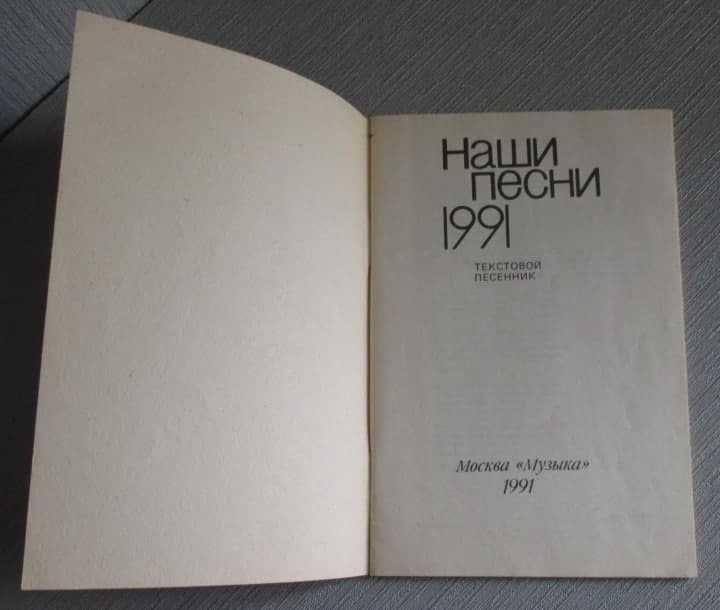 Наши
песни
1991
ТЕКСТОВОЙ
ПЕСЕННИК
Москва «Музыка»
1991